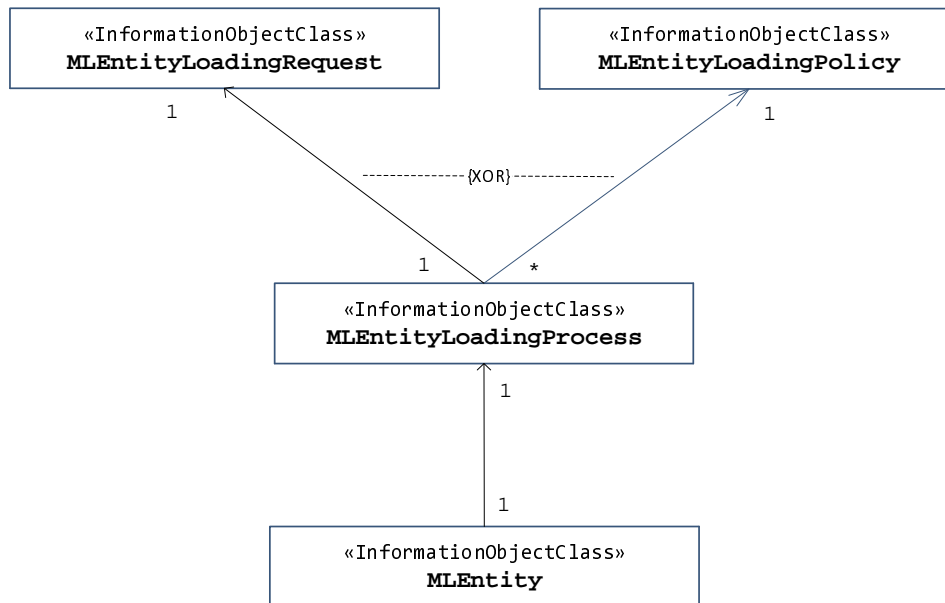 «InformationObjectClass»
MLEntityLoadingRequest
«InformationObjectClass»
MLEntityLoadingPolicy
1
1
{XOR}
1
*
«InformationObjectClass»
MLEntityLoadingProcess
1
1
«InformationObjectClass»
MLEntity